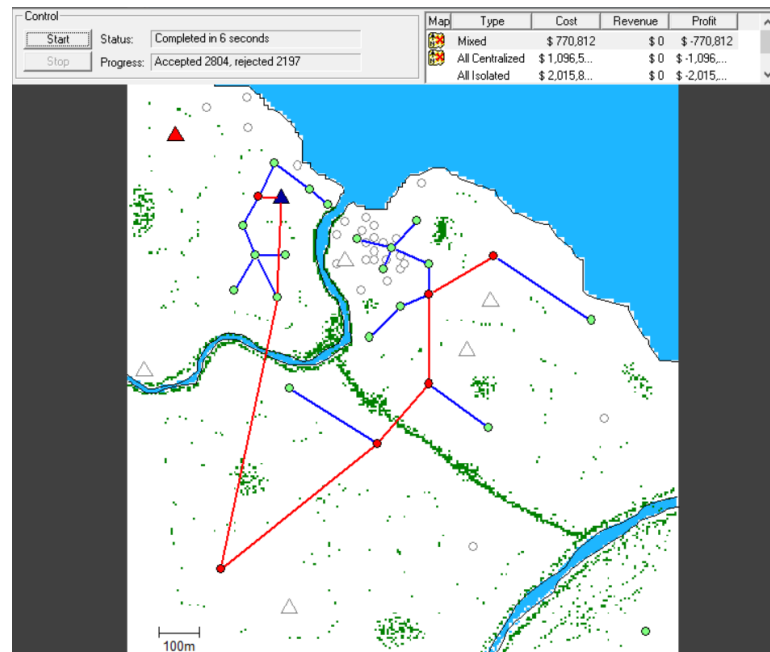 Control
Start Status: Completed in 6 seconds
Stop Progress: Accepted 2804, rejected 2197
Map Type Cost Revenue Profit
Mixed $ 770,812 $ 0 $ -770,812
All Centralized $ 1,096,5... $ 0 $ -1,096,...
All Isolated $ 2,015,8... $ 0 $ -2,015,...
100m